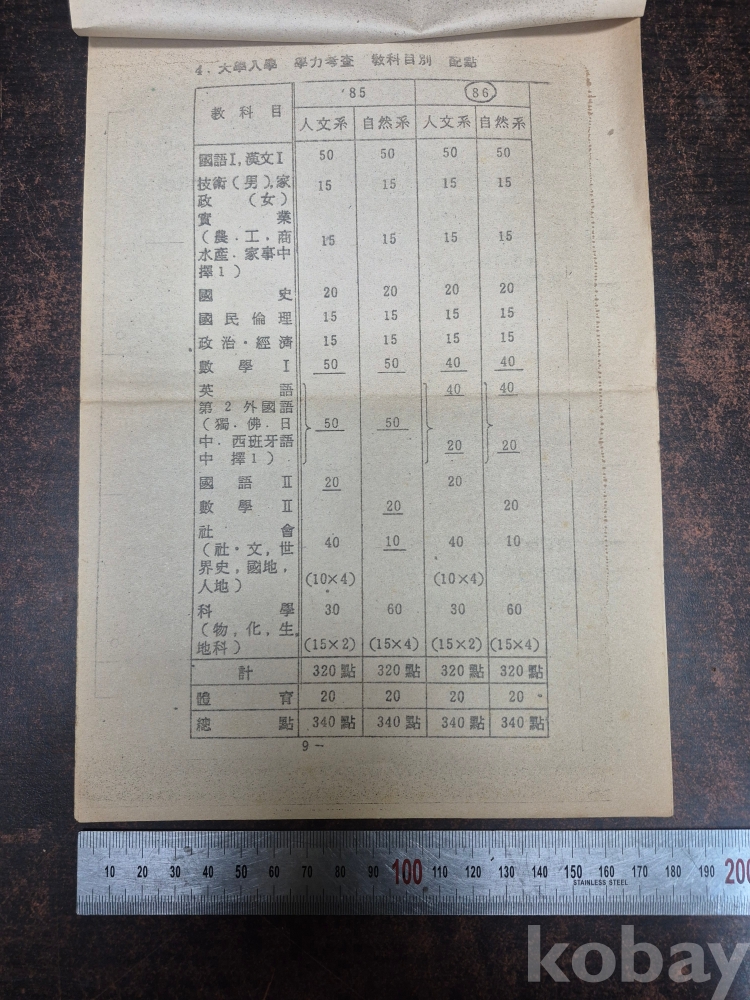 4. 大學入學 學力考査 敎科目別 配點
敎科目 '85 86
人文系 自然系 人文系 自然系
國語Ⅰ,漢文Ⅰ 50 50 50 50
技術(男),家 15 15 15 15
政 (女)
實 業
(農.工.商 15 15 15 15
水產.家事中
擇1)
國 史 20 20 20 20
國民倫理 15 15 15 15
政治·經濟 15 15 15 15
數 學 Ⅰ 50 50 40 40
英 語 40 40
第2外國語
(獨.佛.日 50 50
中.西班牙語 20 20
中 擇1)
國 語 Ⅱ 20 20
數 學 Ⅱ 20 20
社 會
(社·文,世 40 10 40 10
界史,國地,
人地) (10×4) (10×4)
科 學 30 60 30 60
(物,化,生,
地科) (15×2) (15×4) (15×2) (15×4)
計 320點 320點 320點 320點
體 育 20 20 20 20
總 點 340點 340點 340點 340點
9 -
10 20 30 40 50 60 70 80 90 100 110 120 130 140 150 160 170 180 190 200
STAINLESS STEEL
kobay